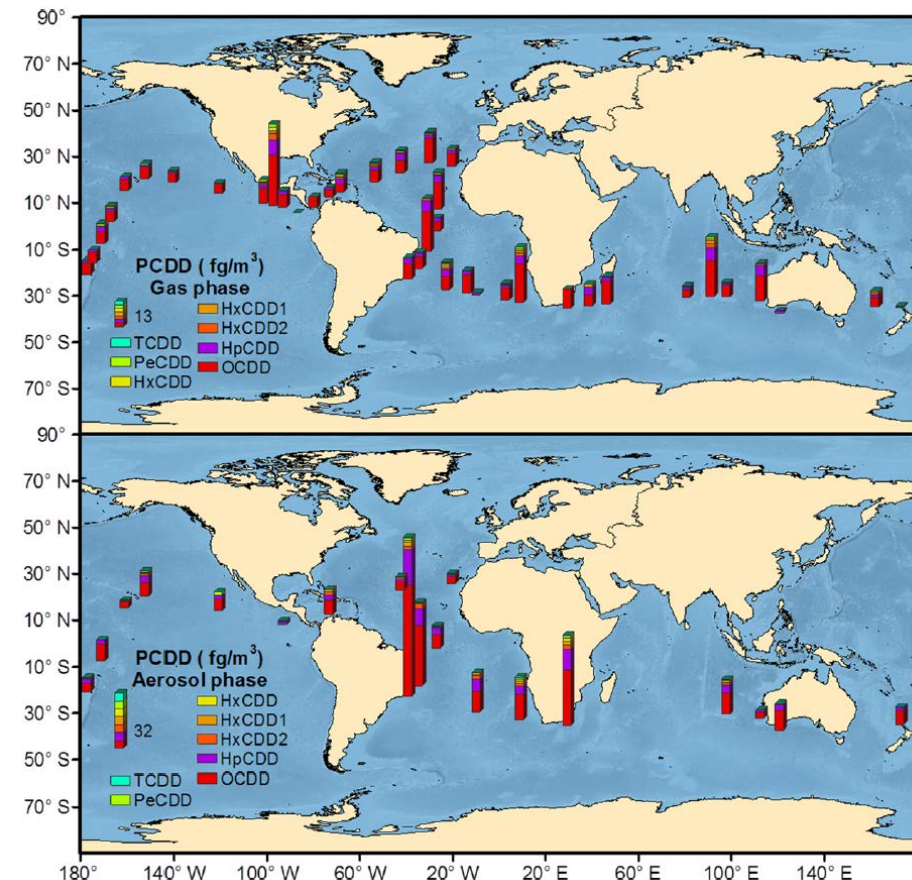 90°
70° N
50° N
30° N
10° N
10° S
30° S
50° S
70° S
PCDD ( fg/m³)
Gas phase
13
TCDD
PeCDD
HxCDD
HxCDD1
HxCDD2
HpCDD
OCDD
90°
70° N
50° N
30° N
10° N
10° S
30° S
50° S
70° S
PCDD ( fg/m³)
Aerosol phase
32
TCDD
PeCDD
HxCDD
HxCDD1
HxCDD2
HpCDD
OCDD
180° 140° W 100° W 60° W 20° W 20° E 60° E 100° E 140° E